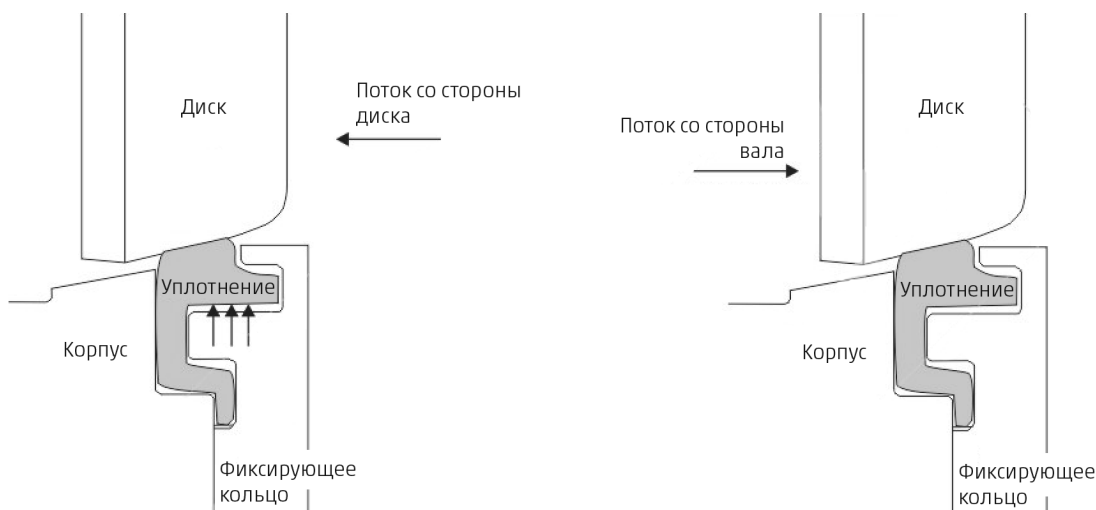 Диск
Поток со стороны
диска
Уплотнение
Корпус
Фиксирующее
кольцо
Диск
Поток со стороны
вала
Уплотнение
Корпус
Фиксирующее
кольцо